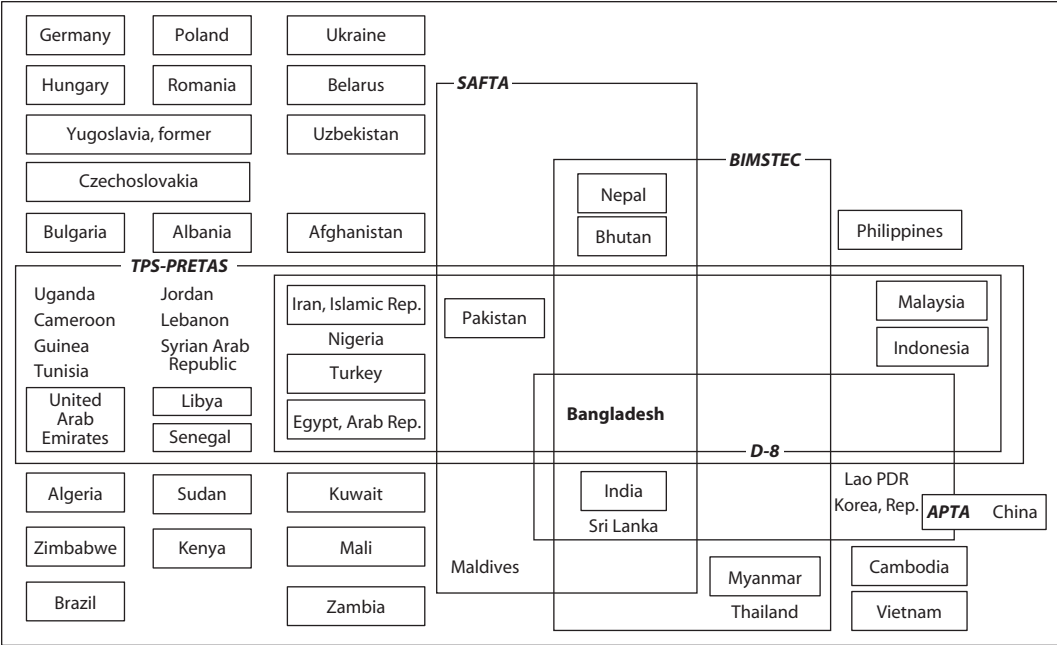 Germany
Poland
Ukraine
Hungary
Romania
Belarus
SAFTA
Yugoslavia, former
Uzbekistan
BIMSTEC
Czechoslovakia
Nepal
Bulgaria
Albania
Afghanistan
Bhutan
Philippines
TPS-PRETAS
Uganda
Jordan
Iran, Islamic Rep.
Pakistan
Malaysia
Cameroon
Lebanon
Nigeria
Guinea
Syrian Arab
Republic
Indonesia
Tunisia
Turkey
United
Arab
Emirates
Libya
Senegal
Egypt, Arab Rep.
Bangladesh
D-8
Algeria
Sudan
Kuwait
India
Lao PDR
Korea, Rep.
APTA
China
Sri Lanka
Zimbabwe
Kenya
Mali
Maldives
Myanmar
Cambodia
Brazil
Zambia
Thailand
Vietnam